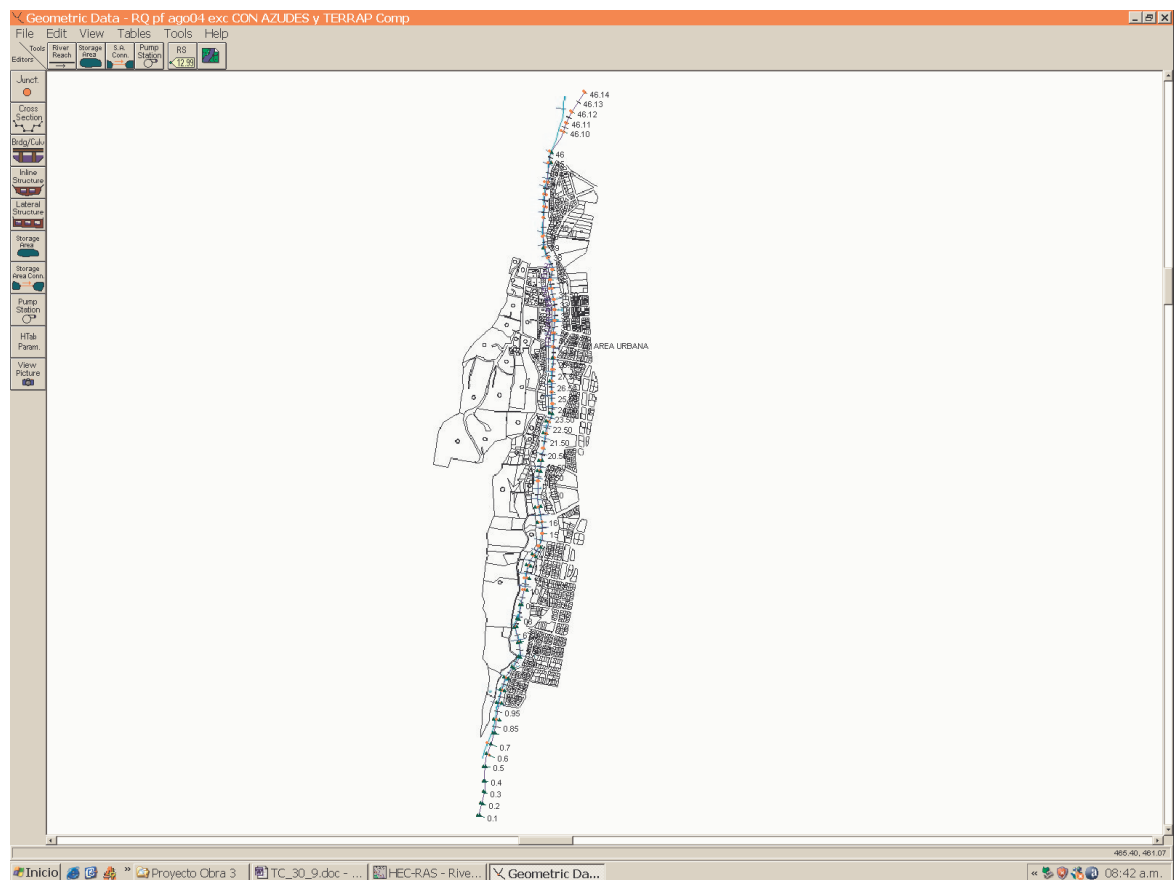 Geometric Data - RQ pf ago04 exc CON AZUDES y TERRAP Comp
File Edit View Tables Tools Help
Tools
Editors
River Reach
Storage Area
S.A. Conn.
Pump Station
RS
12.99
Junct.
Cross Section
Brdg/Culv
Inline Structure
Lateral Structure
Storage Area
Storage Area Conn.
Pump Station
HTab Param.
View Picture
46.14
46.13
46.12
46.11
46.10
46
AREA URBANA
23.50
22.50
21.50
0.95
0.85
0.7
0.6
0.5
0.4
0.3
0.2
0.1
465.40, 461.07
Inicio
»
Proyecto Obra 3
TC_30_9.doc - ...
HEC-RAS - Rive...
Geometric Da...
«
08:42 a.m.